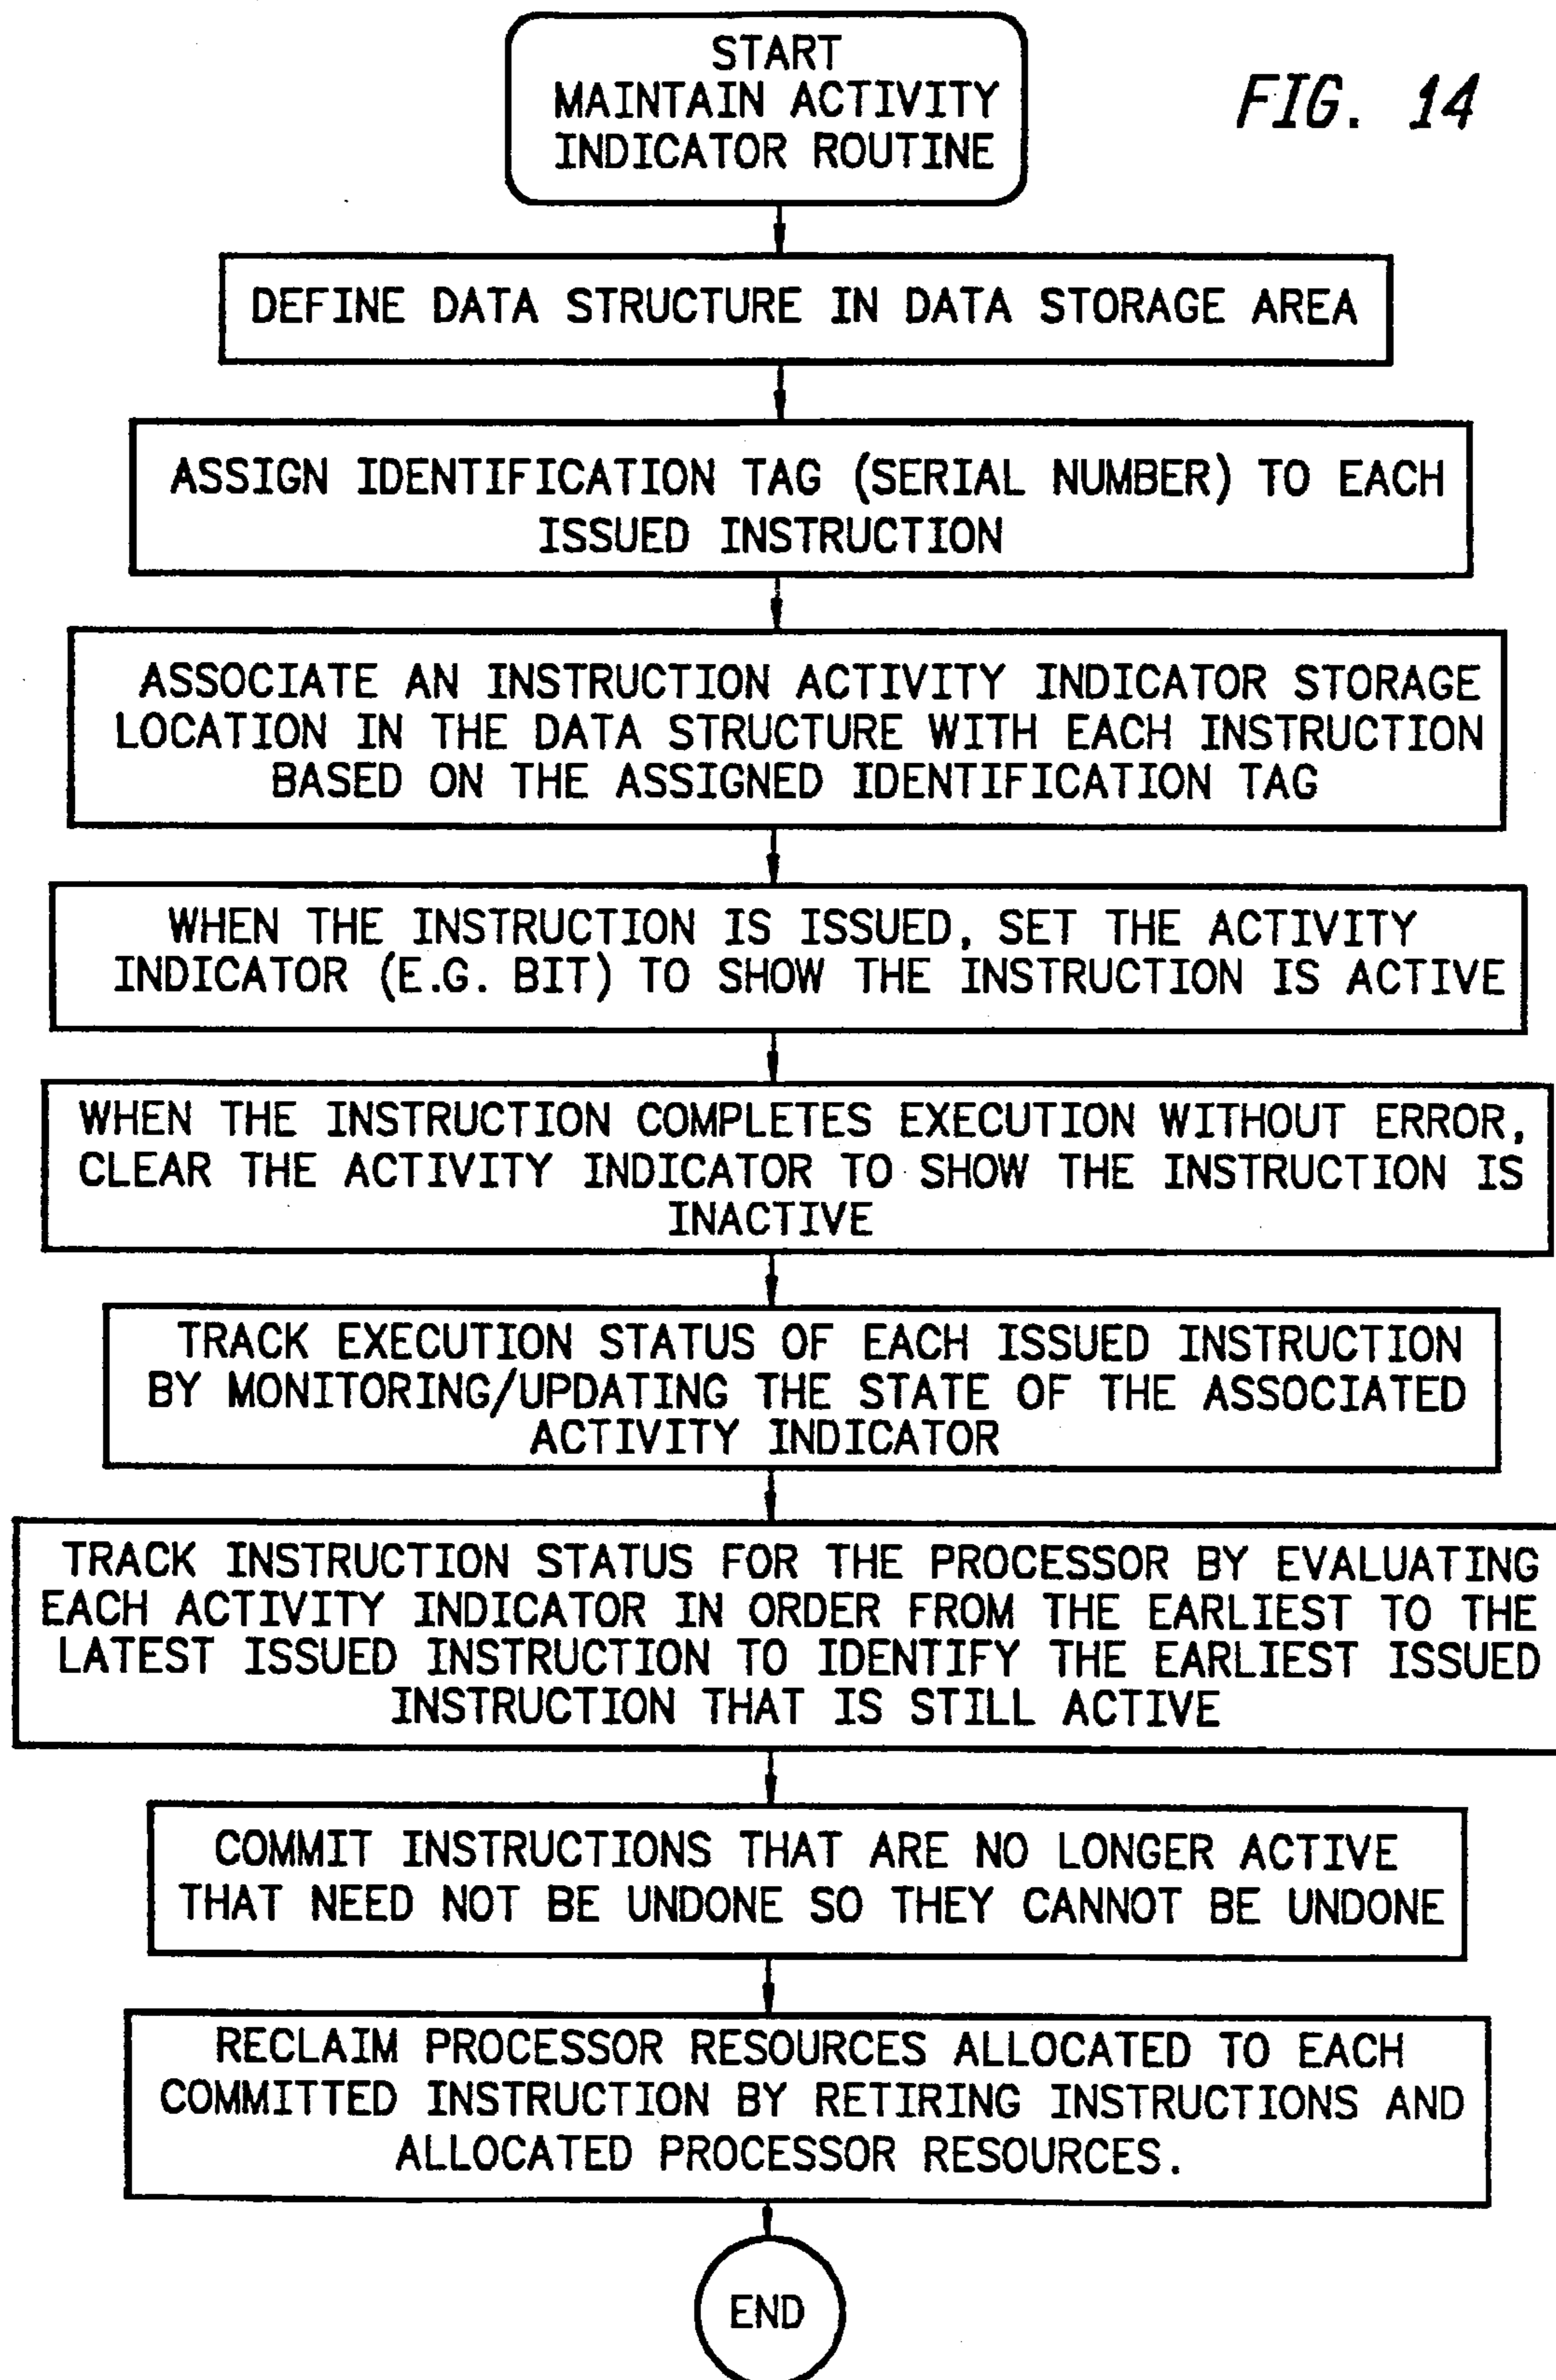 START
MAINTAIN ACTIVITY
INDICATOR ROUTINE
FIG. 14
DEFINE DATA STRUCTURE IN DATA STORAGE AREA
ASSIGN IDENTIFICATION TAG (SERIAL NUMBER) TO EACH
ISSUED INSTRUCTION
ASSOCIATE AN INSTRUCTION ACTIVITY INDICATOR STORAGE
LOCATION IN THE DATA STRUCTURE WITH EACH INSTRUCTION
BASED ON THE ASSIGNED IDENTIFICATION TAG
WHEN THE INSTRUCTION IS ISSUED, SET THE ACTIVITY
INDICATOR (E.G. BIT) TO SHOW THE INSTRUCTION IS ACTIVE
WHEN THE INSTRUCTION COMPLETES EXECUTION WITHOUT ERROR,
CLEAR THE ACTIVITY INDICATOR TO SHOW THE INSTRUCTION IS
INACTIVE
TRACK EXECUTION STATUS OF EACH ISSUED INSTRUCTION
BY MONITORING/UPDATING THE STATE OF THE ASSOCIATED
ACTIVITY INDICATOR
TRACK INSTRUCTION STATUS FOR THE PROCESSOR BY EVALUATING
EACH ACTIVITY INDICATOR IN ORDER FROM THE EARLIEST TO THE
LATEST ISSUED INSTRUCTION TO IDENTIFY THE EARLIEST ISSUED
INSTRUCTION THAT IS STILL ACTIVE
COMMIT INSTRUCTIONS THAT ARE NO LONGER ACTIVE
THAT NEED NOT BE UNDONE SO THEY CANNOT BE UNDONE
RECLAIM PROCESSOR RESOURCES ALLOCATED TO EACH
COMMITTED INSTRUCTION BY RETIRING INSTRUCTIONS AND
ALLOCATED PROCESSOR RESOURCES.
END